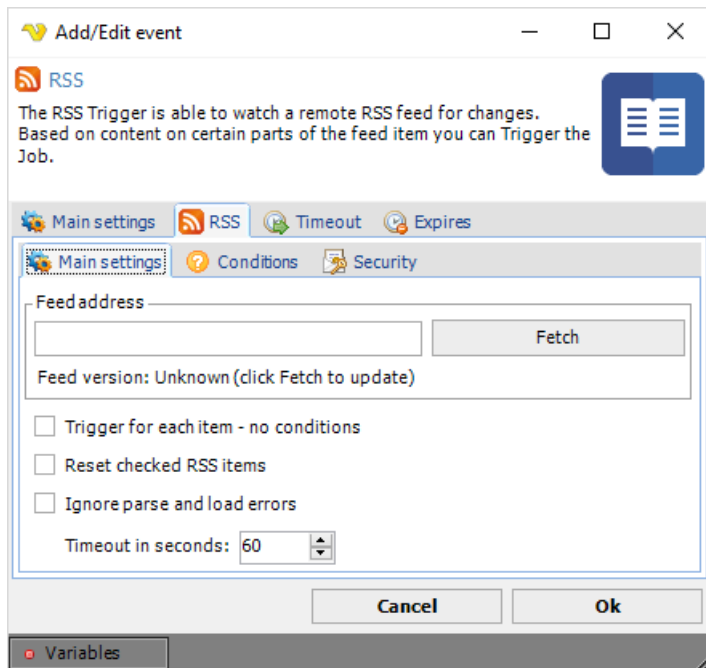 Add/Edit event
RSS
The RSS Trigger is able to watch a remote RSS feed for changes.
Based on content on certain parts of the feed item you can Trigger the
Job.
Main settings RSS Timeout Expires
Main settings Conditions Security
Feed address
Fetch
Feed version: Unknown (click Fetch to update)
Trigger for each item - no conditions
Reset checked RSS items
Ignore parse and load errors
Timeout in seconds: 60
Cancel Ok
Variables